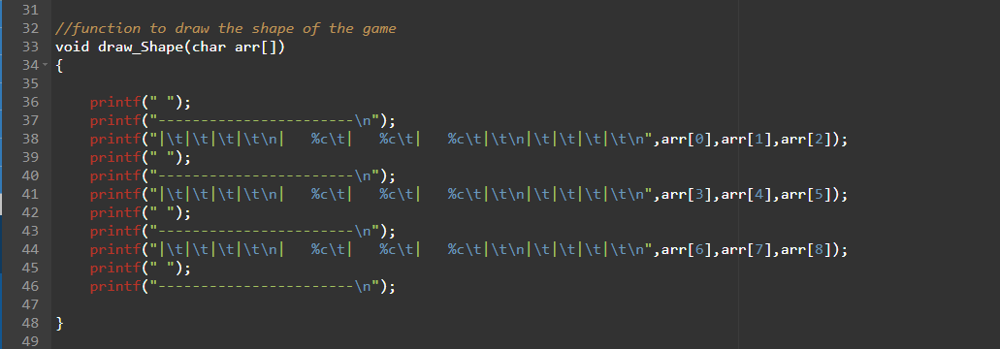 31
32 //function to draw the shape of the game
33 void draw_Shape(char arr[])
34 {
35
36     printf(" ");
37     printf("-----------------------\n");
38     printf("|\t|\t|\t|\t\n|   %c\t|   %c\t|   %c\t|\t\n|\t|\t|\t|\t\n",arr[0],arr[1],arr[2]);
39     printf(" ");
40     printf("-----------------------\n");
41     printf("|\t|\t|\t|\t\n|   %c\t|   %c\t|   %c\t|\t\n|\t|\t|\t|\t\n",arr[3],arr[4],arr[5]);
42     printf(" ");
43     printf("-----------------------\n");
44     printf("|\t|\t|\t|\t\n|   %c\t|   %c\t|   %c\t|\t\n|\t|\t|\t|\t\n",arr[6],arr[7],arr[8]);
45     printf(" ");
46     printf("-----------------------\n");
47
48 }
49